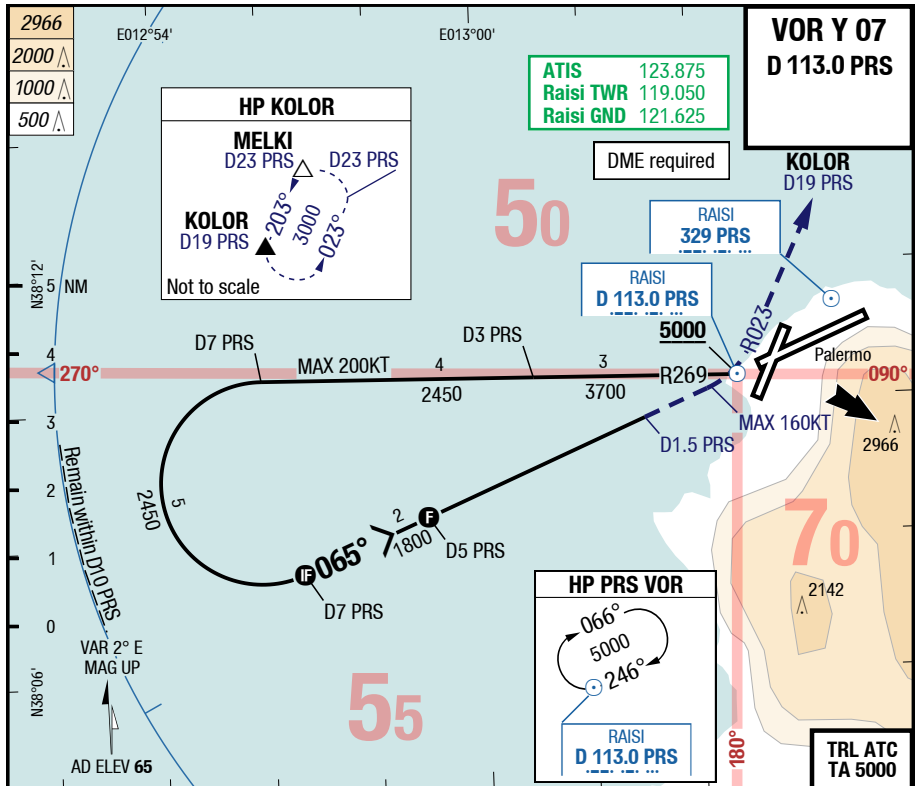 2966
2000
1000
500
E012°54'
E013°00'
VOR Y 07
D 113.0 PRS
ATIS 123.875
Raisi TWR 119.050
Raisi GND 121.625
DME required
HP KOLOR
MELKI
D23 PRS
D23 PRS
KOLOR
D19 PRS
203°
3000
023°
Not to scale
50
KOLOR
D19 PRS
RAISI
329 PRS
RAISI
D 113.0 PRS
5000
R023
N38°12'
5 NM
4
3
2
1
0
N38°06'
270°
090°
180°
D7 PRS
MAX 200KT
4
2450
D3 PRS
3
3700
R269
Palermo
2966
MAX 160KT
D1.5 PRS
Remain within D10 PRS
5
2450
IF
065°
2
1800
F
D5 PRS
D7 PRS
70
2142
HP PRS VOR
066°
5000
246°
RAISI
D 113.0 PRS
VAR 2° E
MAG UP
AD ELEV 65
55
TRL ATC
TA 5000